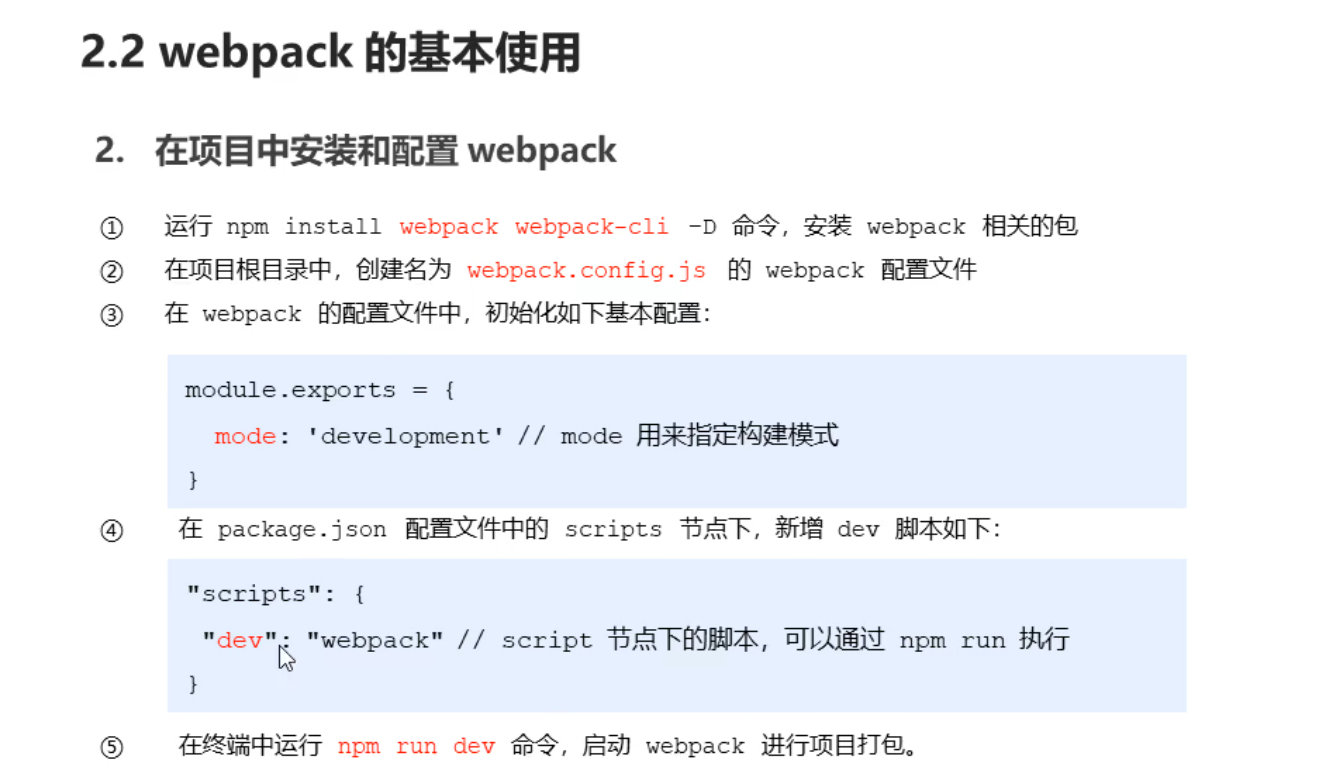 2.2 webpack 的基本使用
2. 在项目中安装和配置 webpack
① 运行 npm install webpack webpack-cli -D 命令，安装 webpack 相关的包
② 在项目根目录中，创建名为 webpack.config.js 的 webpack 配置文件
③ 在 webpack 的配置文件中，初始化如下基本配置：
module.exports = {
mode: 'development' // mode 用来指定构建模式
}
④ 在 package.json 配置文件中的 scripts 节点下，新增 dev 脚本如下：
"scripts": {
"dev": "webpack" // script 节点下的脚本，可以通过 npm run 执行
}
⑤ 在终端中运行 npm run dev 命令，启动 webpack 进行项目打包。